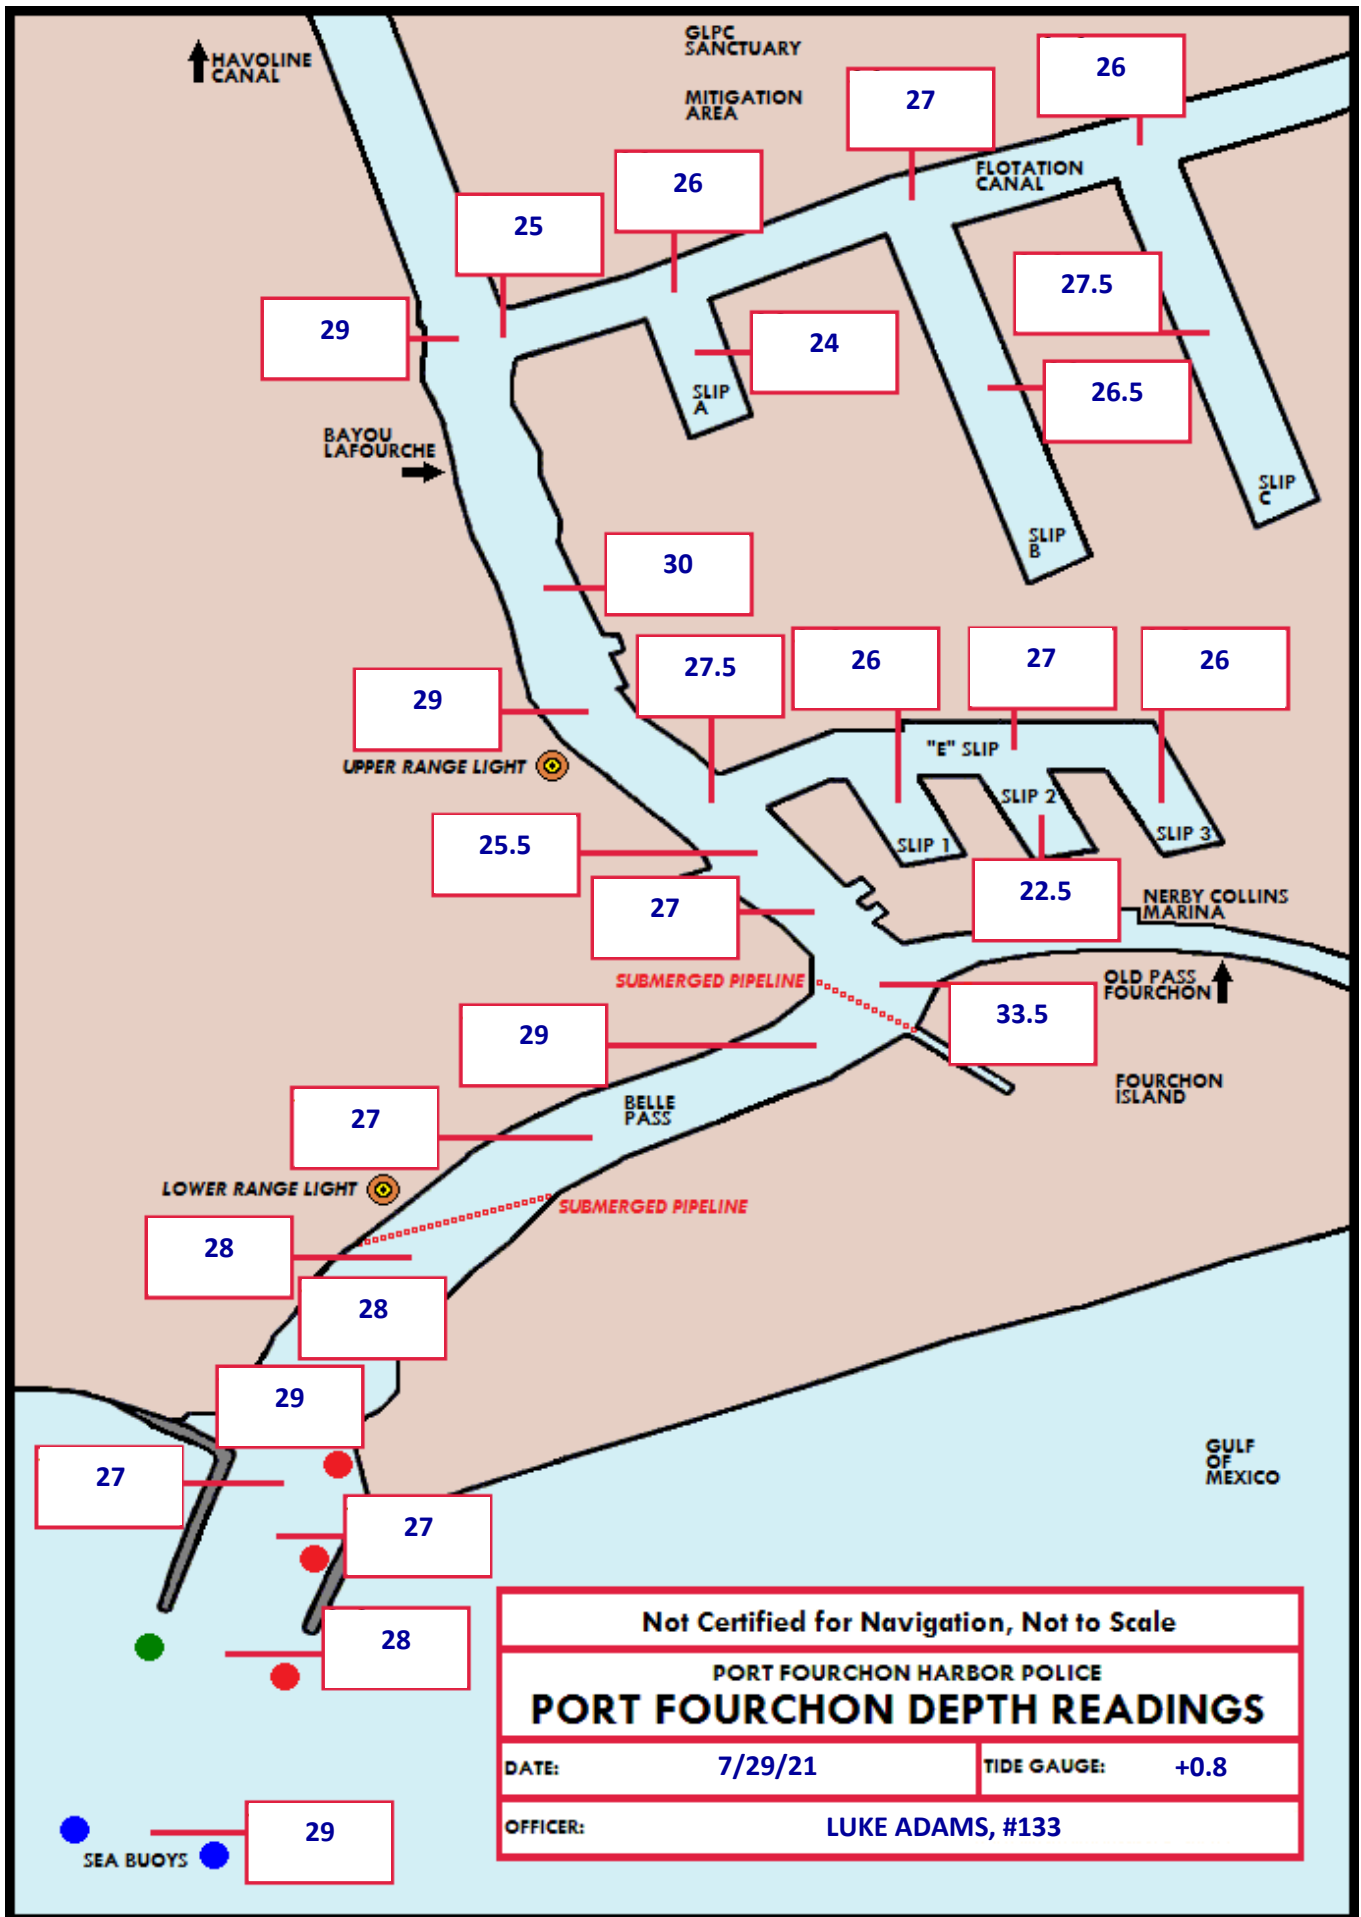 GLPC
SANCTUARY
HAVOLINE
CANAL
26
MITIGATION
AREA
27
FLOTATION
CANAL
26
25
27.5
29
24
SLIP
A
26.5
BAYOU
LAFOURCHE
SLIP
C
SLIP
B
30
27.5
26
27
26
29
"E" SLIP
UPPER RANGE LIGHT
SLIP 2
SLIP 1
SLIP 3
25.5
22.5
NERBY COLLINS
MARINA
27
SUBMERGED PIPELINE
OLD PASS
FOURCHON
33.5
29
FOURCHON
ISLAND
BELLE
PASS
27
LOWER RANGE LIGHT
SUBMERGED PIPELINE
28
28
29
GULF
OF
MEXICO
27
27
28
Not Certified for Navigation, Not to Scale
PORT FOURCHON HARBOR POLICE
PORT FOURCHON DEPTH READINGS
DATE: 7/29/21 TIDE GAUGE: +0.8
OFFICER: LUKE ADAMS, #133
29
SEA BUOYS